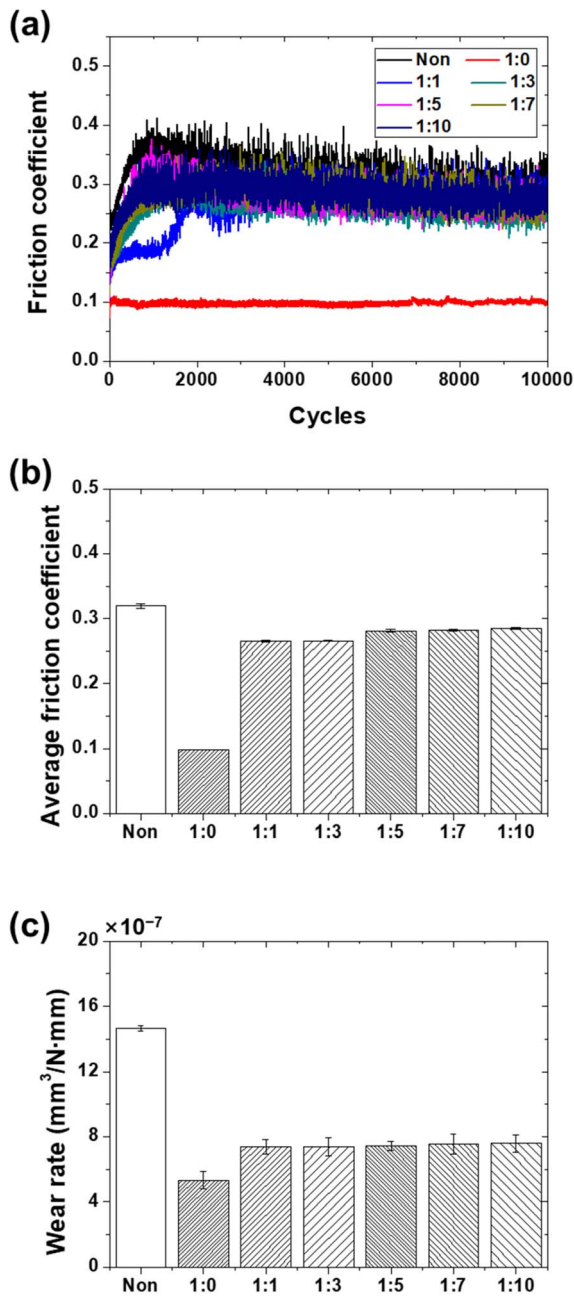 (a)
Friction coefficient
0.5
0.4
0.3
0.2
0.1
0.0
Non 1:0
1:1 1:3
1:5 1:7
1:10
0 2000 4000 6000 8000 10000
Cycles
(b)
Average friction coefficient
0.5
0.4
0.3
0.2
0.1
0.0
Non 1:0 1:1 1:3 1:5 1:7 1:10
(c)
×10⁻⁷
Wear rate (mm³/N·mm)
20
16
12
8
4
0
Non 1:0 1:1 1:3 1:5 1:7 1:10